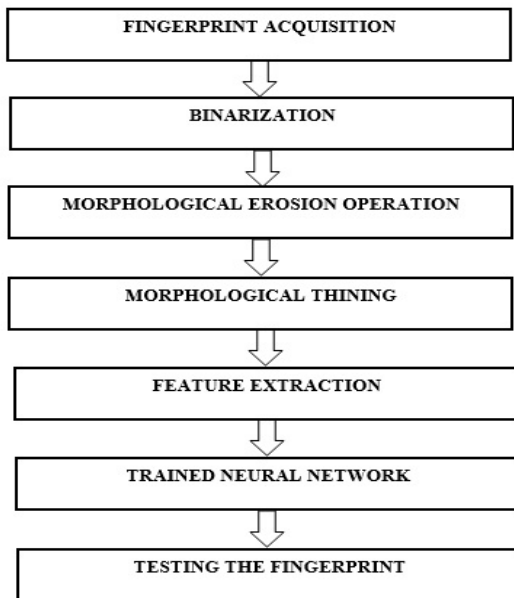 FINGERPRINT ACQUISITION
BINARIZATION
MORPHOLOGICAL EROSION OPERATION
MORPHOLOGICAL THINING
FEATURE EXTRACTION
TRAINED NEURAL NETWORK
TESTING THE FINGERPRINT